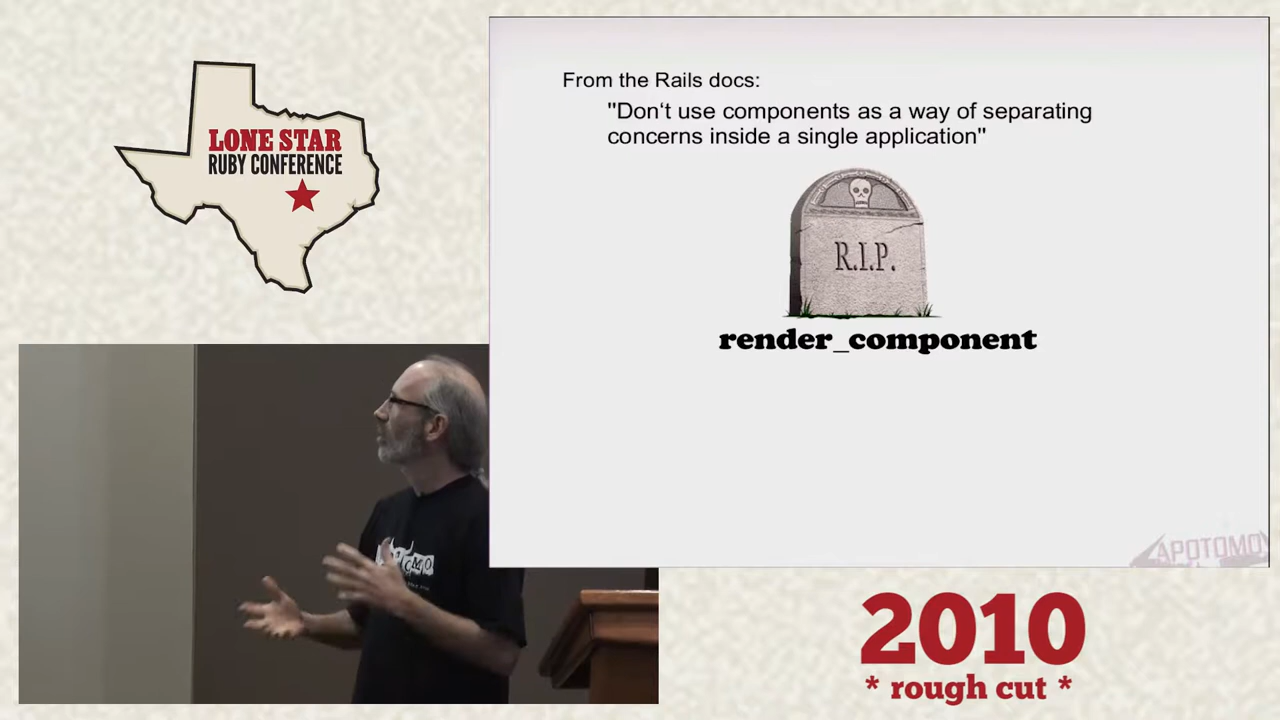 LONE STAR
RUBY CONFERENCE
From the Rails docs:
"Don‘t use components as a way of separating
concerns inside a single application"
R.I.P.
render_component
APOTOMO
2010
* rough cut *